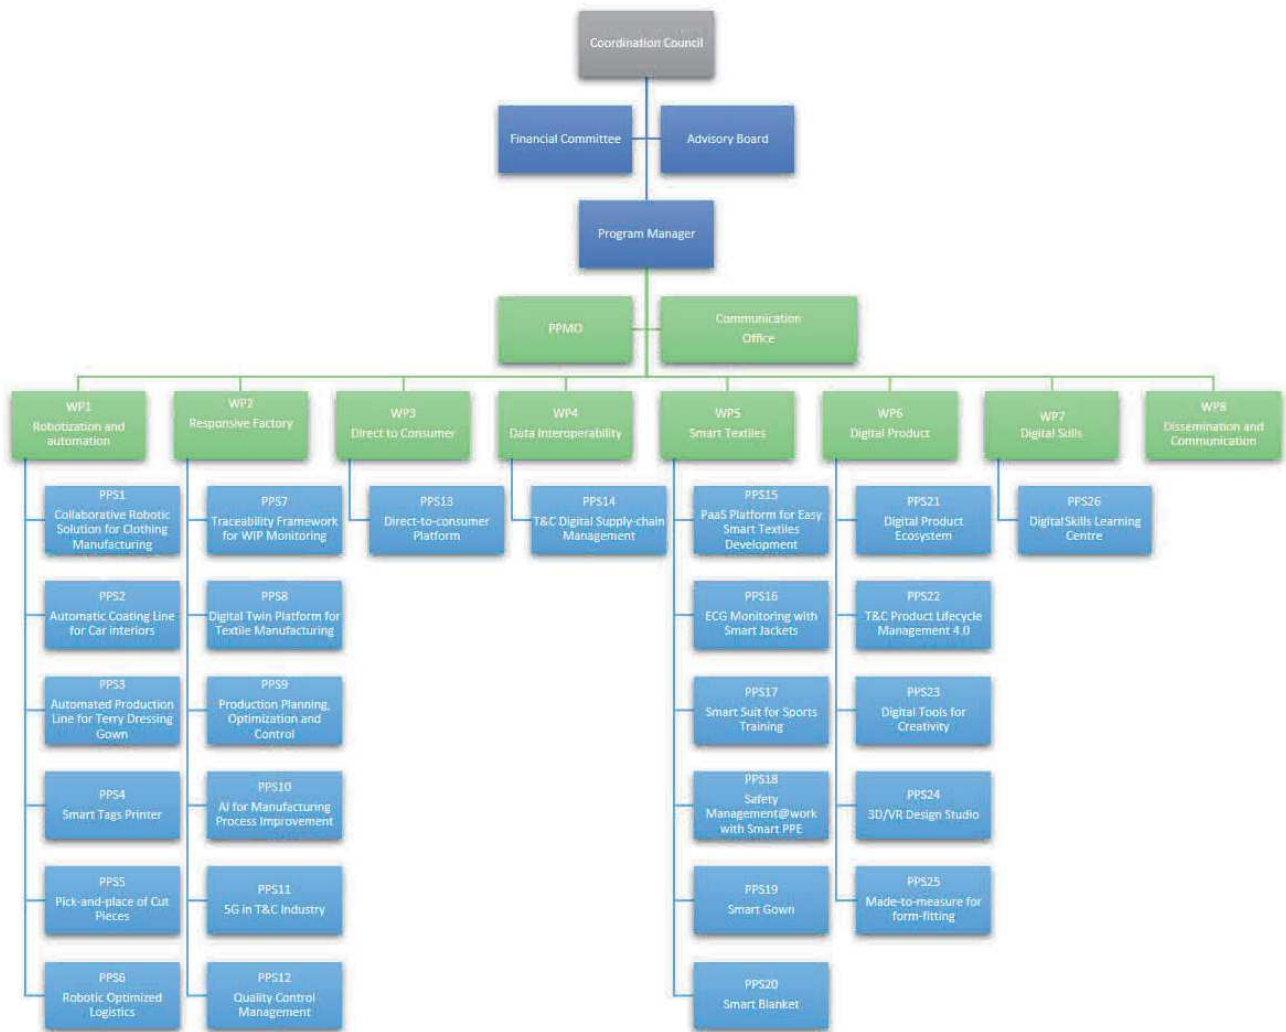 Coordination Council
Financial Committee
Advisory Board
Program Manager
PPMO
Communication
Office
WP1
Robotization and
automation
WP2
Responsive Factory
WP3
Direct to Consumer
WP4
Data Interoperability
WP5
Smart Textiles
WP6
Digital Product
WP7
Digital Sulls
WP8
Dissemination and
Communication
PPS1
Collaborative Robotic
Solution for Clothing
Manufacturing
PPS2
Automatic Coating Line
for Car interiors
PPS3
Automated Production
Line for Terry Dressing
Gown
PPS4
Smart Tags Printer
PPS5
Pick-and-place of Cut
Pieces
PPS6
Robotic Optimized
Logistics
PPS7
Traceability Framework
for WIP Monitoring
PPS8
Digital Twin Platform for
Textile Manufacturing
PPS9
Production Planning,
Optimization and
Control
PPS10
AI for Manufacturing
Process Improvement
PPS11
5G in T&C Industry
PPS12
Quality Control
Management
PPS13
Direct-to-consumer
Platform
PPS14
T&C Digital Supply-chain
Management
PPS15
PaaS Platform for Easy
Smart Textiles
Development
PPS16
ECG Monitoring with
Smart Jackets
PPS17
Smart Suit for Sports
Training
PPS18
Safety
Management@work
with Smart PPE
PPS19
Smart Gown
PPS20
Smart Blanket
PPS21
Digital Product
Ecosystem
PPS22
T&C Product Lifecycle
Management 4.0
PPS23
Digital Tools for
Creativity
PPS24
3D/VR Design Studio
PPS25
Made-to-measure for
form-fitting
PPS26
Digital Skills Learning
Centre